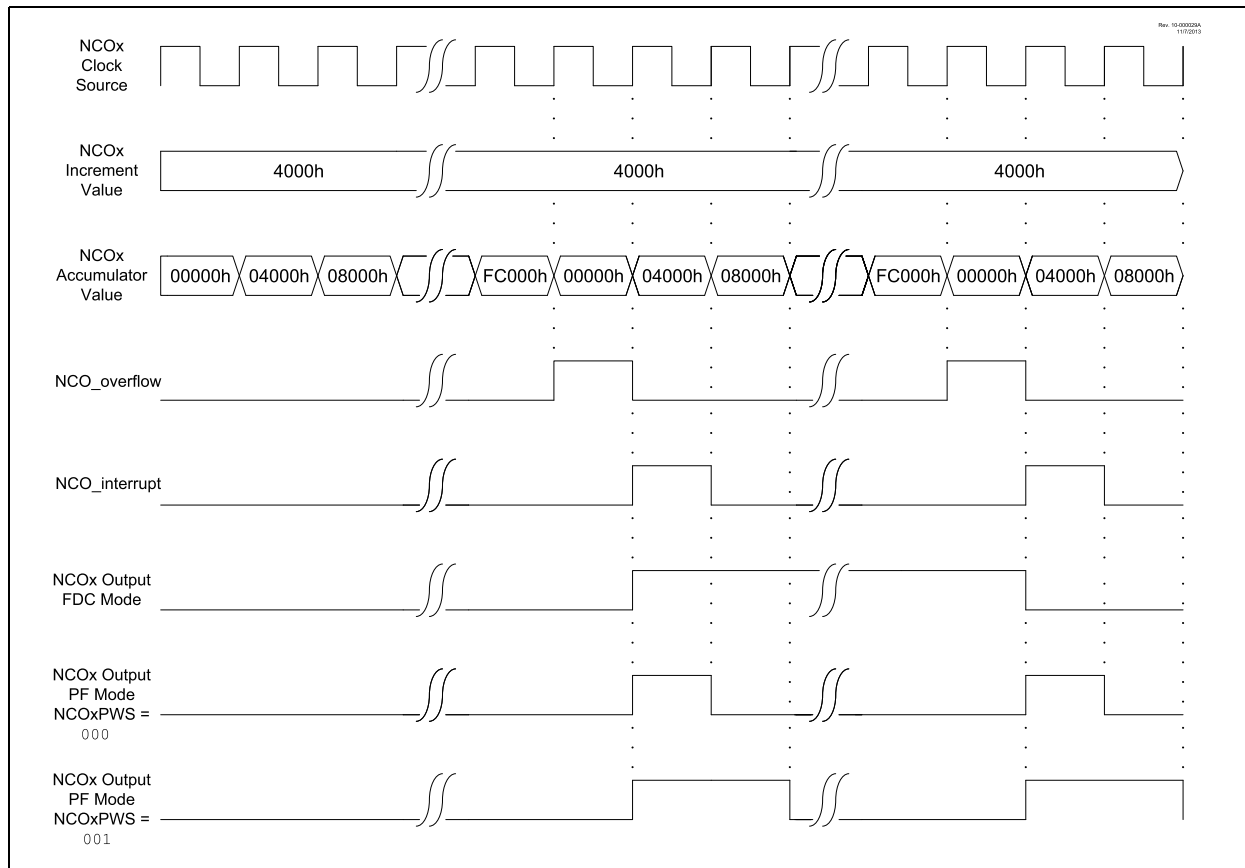 Rev. 10-000029A
11/7/2013
NCOx
Clock
Source
NCOx
Increment
Value
4000h 4000h 4000h
NCOx
Accumulator
Value
00000h 04000h 08000h FC000h 00000h 04000h 08000h FC000h 00000h 04000h 08000h
NCO_overflow
NCO_interrupt
NCOx Output
FDC Mode
NCOx Output
PF Mode
NCOxPWS =
000
NCOx Output
PF Mode
NCOxPWS =
001